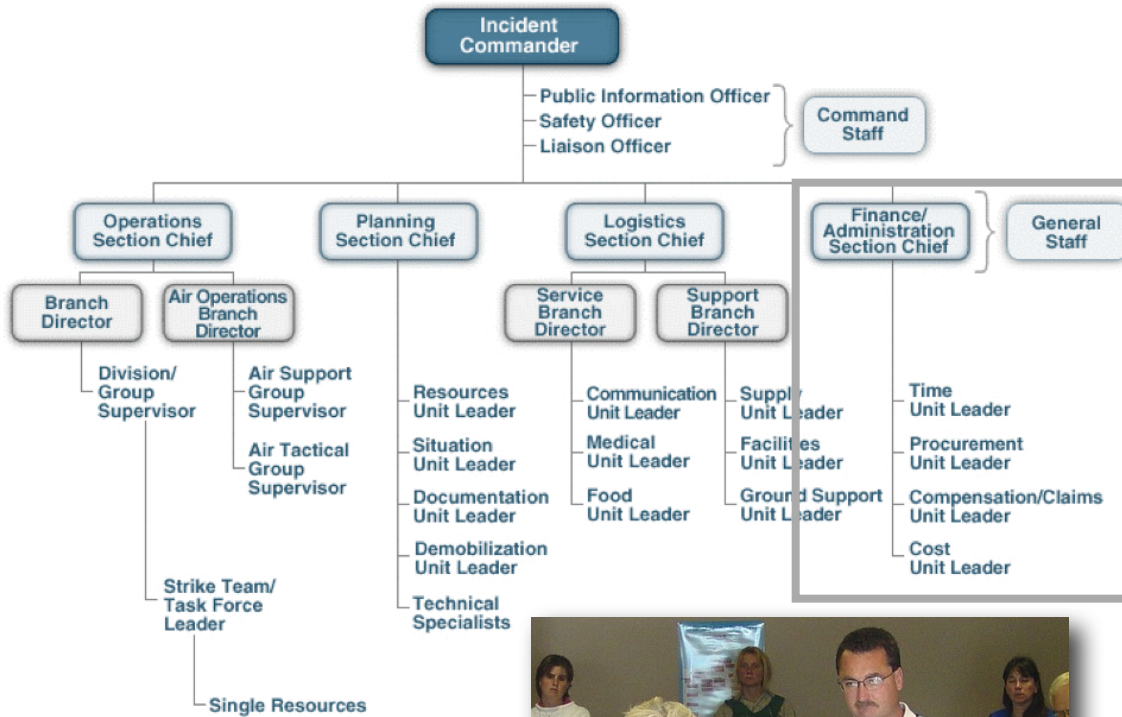 Incident
Commander
Public Information Officer
Safety Officer
Liaison Officer
Command
Staff
Operations
Section Chief
Planning
Section Chief
Logistics
Section Chief
Finance/
Administration
Section Chief
General
Staff
Branch
Director
Air Operations
Branch
Director
Service
Branch
Director
Support
Branch
Director
Division/
Group
Supervisor
Air Support
Group
Supervisor
Air Tactical
Group
Supervisor
Strike Team/
Task Force
Leader
Single Resources
Resources
Unit Leader
Situation
Unit Leader
Documentation
Unit Leader
Demobilization
Unit Leader
Technical
Specialists
Communication
Unit Leader
Medical
Unit Leader
Food
Unit Leader
Supply
Unit Leader
Facilities
Unit Leader
Ground Support
Unit Leader
Time
Unit Leader
Procurement
Unit Leader
Compensation/Claims
Unit Leader
Cost
Unit Leader